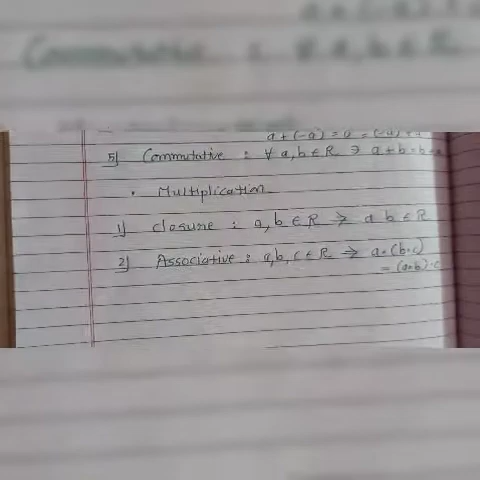 a + (-a) = 0 = (-a) + a
5) Commutative : ∀ a, b ∈ R ⇒ a + b = b + a
• Multiplication
1) closure : a, b ∈ R ⇒ a b ∈ R
2) Associative : a, b, c ∈ R ⇒ a·(b·c)
= (a·b)·c